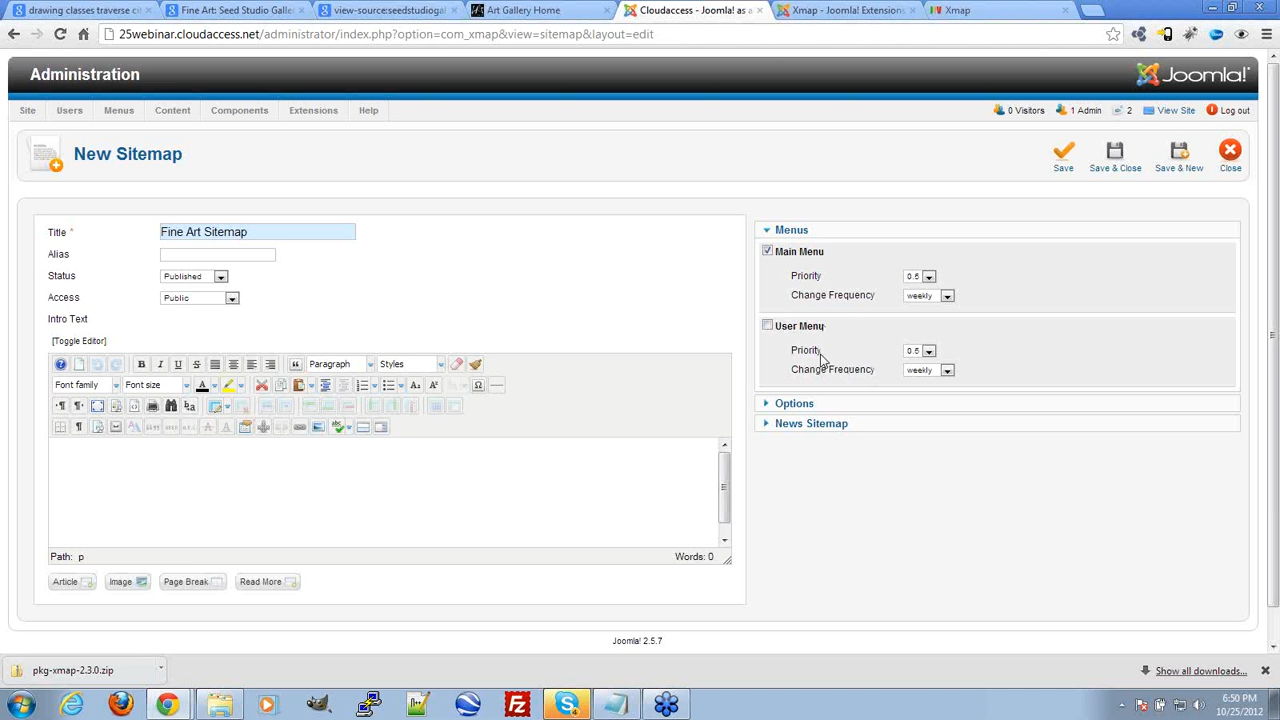 drawing classes traverse c
Fine Art: Seed Studio Galle
view-source:seedstudiogal
Art Gallery Home
Cloudaccess - Joomla! as a
Xmap - Joomla! Extensions
Xmap
25webinar.cloudaccess.net/administrator/index.php?option=com_xmap&view=sitemap&layout=edit
Administration
Joomla!
Site Users Menus Content Components Extensions Help
0 Visitors 1 Admin 2 View Site Log out
New Sitemap
Save Save & Close Save & New Close
Title * Fine Art Sitemap
Alias
Status Published
Access Public
Intro Text
[Toggle Editor]
Paragraph Styles
Font family Font size
Path: p Words: 0
Article Image Page Break Read More
Menus
Main Menu
Priority 0.5
Change Frequency weekly
User Menu
Priority 0.5
Change Frequency weekly
Options
News Sitemap
Joomla! 2.5.7
pkg-xmap-2.3.0.zip
Show all downloads...
6:50 PM
10/25/2012